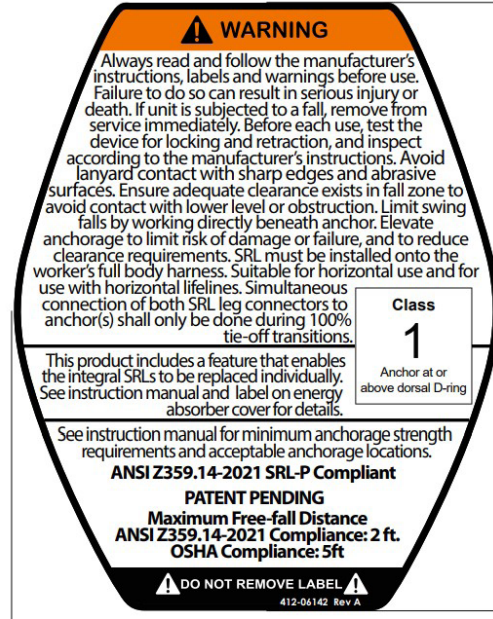 WARNING
Always read and follow the manufacturer's
instructions, labels and warnings before use.
Failure to do so can result in serious injury or
death. If unit is subjected to a fall, remove from
service immediately. Before each use, test the
device for locking and retraction, and inspect
according to the manufacturer's instructions. Avoid
lanyard contact with sharp edges and abrasive
surfaces. Ensure adequate clearance exists in fall zone to
avoid contact with lower level or obstruction. Limit swing
falls by working directly beneath anchor. Elevate
anchorage to limit risk of damage or failure, and to reduce
clearance requirements. SRL must be installed onto the
worker's full body harness. Suitable for horizontal use and for
use with horizontal lifelines. Simultaneous
connection of both SRL leg connectors to
anchor(s) shall only be done during 100%
tie-off transitions.
Class
1
Anchor at or
above dorsal D-ring
This product includes a feature that enables
the integral SRLs to be replaced individually.
See instruction manual and label on energy
absorber cover for details.
See instruction manual for minimum anchorage strength
requirements and acceptable anchorage locations.
ANSI Z359.14-2021 SRL-P Compliant
PATENT PENDING
Maximum Free-fall Distance
ANSI Z359.14-2021 Compliance: 2 ft.
OSHA Compliance: 5ft
DO NOT REMOVE LABEL
412-06142 Rev A